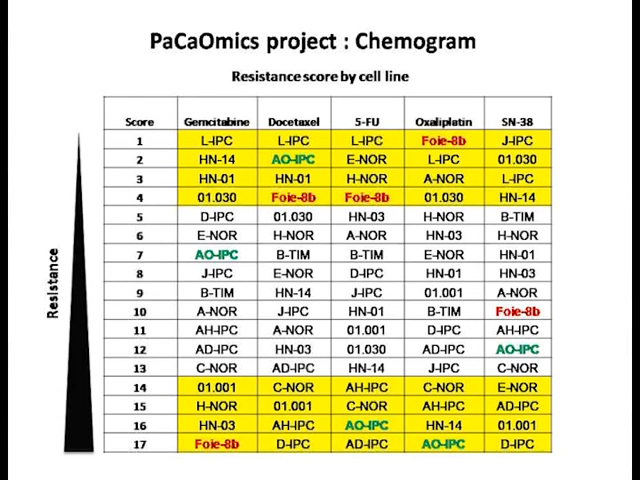 PaCaOmics project : Chemogram
Resistance score by cell line
Score Gemcitabine Docetaxel 5-FU Oxaliplatin SN-38
1 L-IPC L-IPC L-IPC Foie-8b J-IPC
2 HN-14 AO-IPC E-NOR L-IPC 01.030
3 HN-01 HN-01 H-NOR A-NOR L-IPC
4 01.030 Foie-8b Foie-8b 01.030 HN-14
5 D-IPC 01.030 HN-03 H-NOR B-TIM
6 E-NOR H-NOR A-NOR HN-03 H-NOR
7 AO-IPC B-TIM B-TIM E-NOR HN-01
8 J-IPC E-NOR D-IPC HN-01 HN-03
9 B-TIM HN-14 J-IPC 01.001 A-NOR
10 A-NOR J-IPC HN-01 B-TIM Foie-8b
11 AH-IPC A-NOR 01.001 D-IPC AH-IPC
12 AD-IPC HN-03 01.030 AD-IPC AO-IPC
13 C-NOR AD-IPC HN-14 J-IPC C-NOR
14 01.001 C-NOR AH-IPC C-NOR E-NOR
15 H-NOR 01.001 C-NOR AH-IPC AD-IPC
16 HN-03 AH-IPC AO-IPC HN-14 01.001
17 Foie-8b D-IPC AD-IPC AO-IPC D-IPC
Resistance